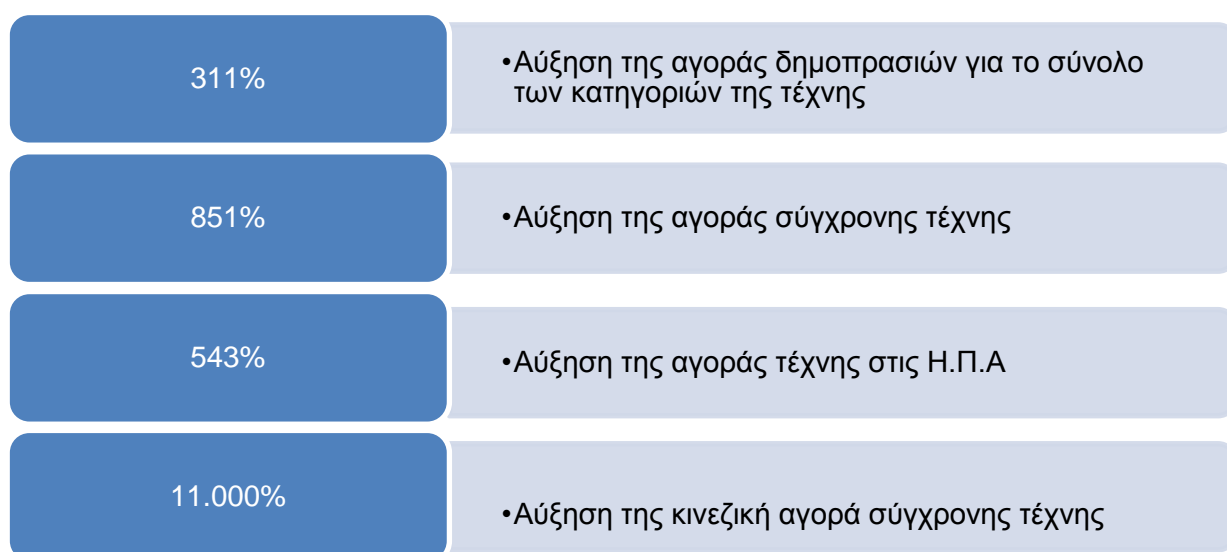 311%
•Αύξηση της αγοράς δημοπρασιών για το σύνολο
των κατηγοριών της τέχνης
851%
•Αύξηση της αγοράς σύγχρονης τέχνης
543%
•Αύξηση της αγοράς τέχνης στις Η.Π.Α
11.000%
•Αύξηση της κινεζική αγορά σύγχρονης τέχνης